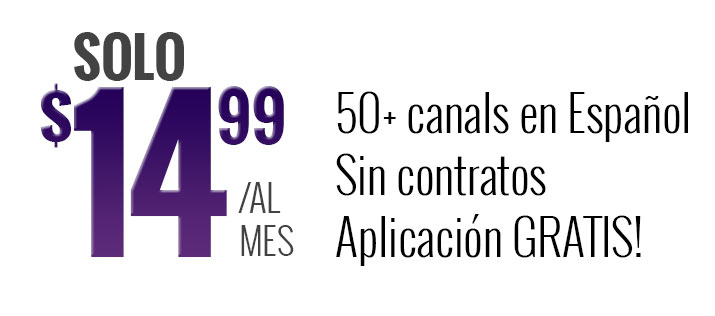 SOLO
$14.99
/AL
MES
50+ canals en Español
Sin contratos
Aplicación GRATIS!